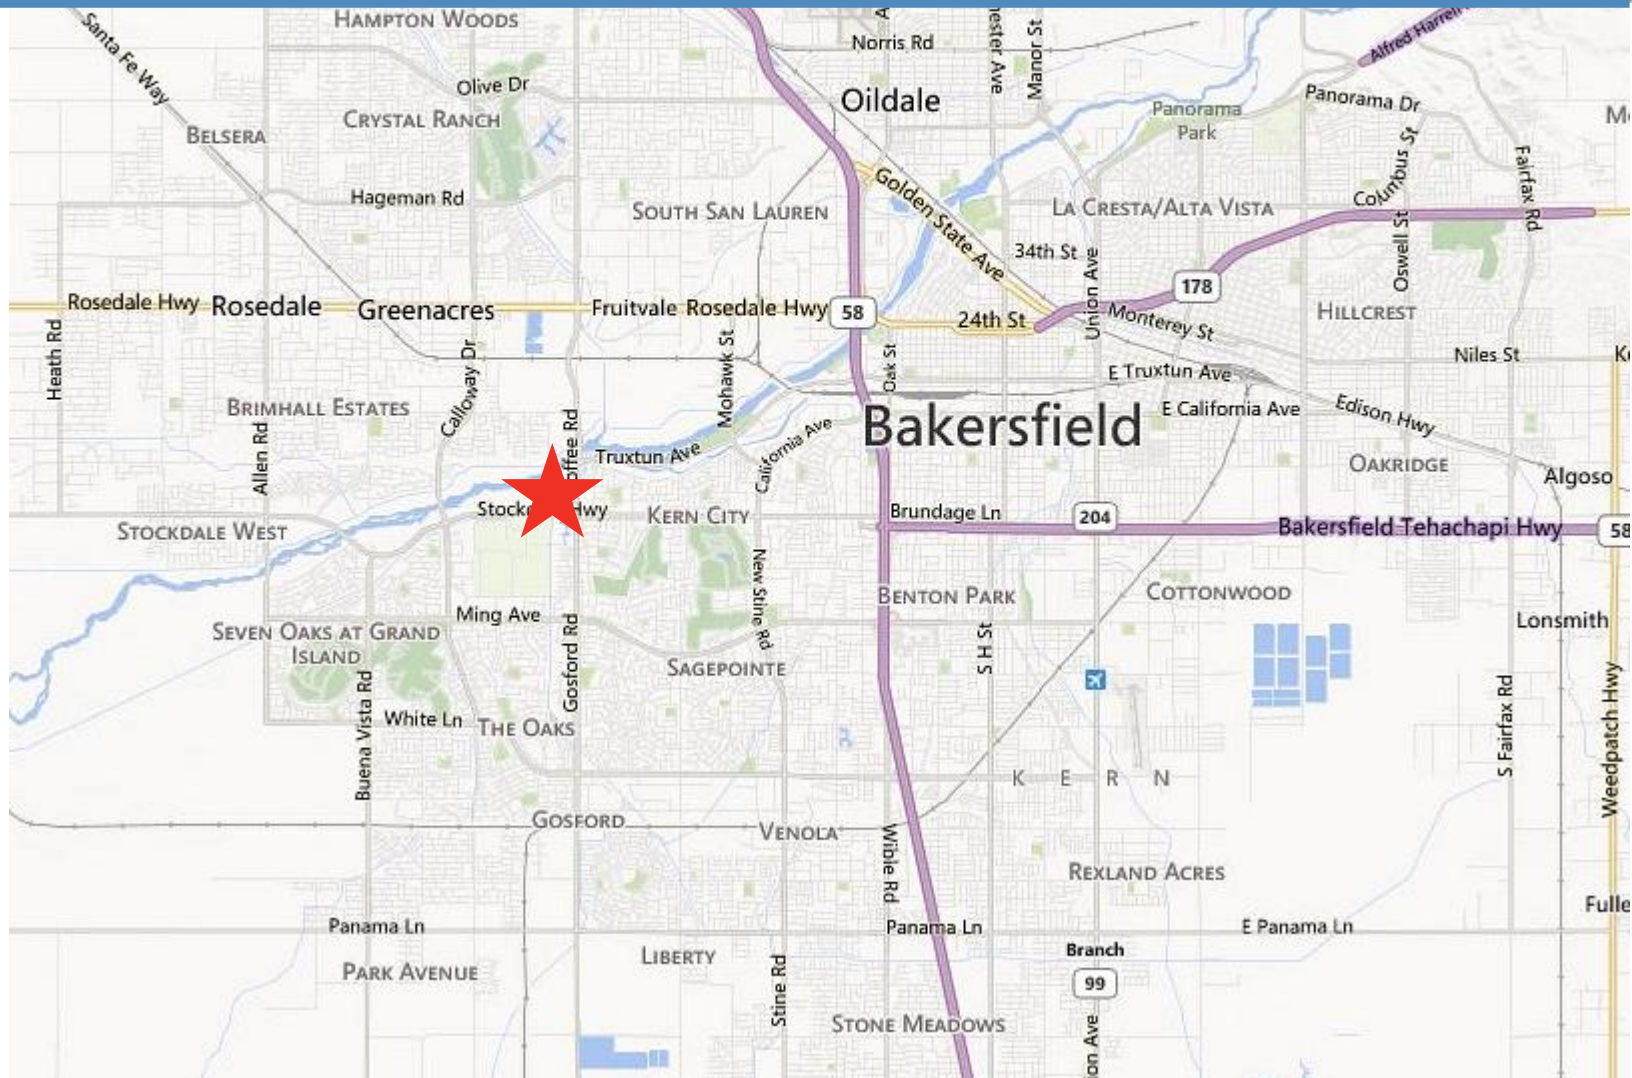 HAMPTON WOODS
Santa Fe Way
Norris Rd
Manor St
Alfred Harrell
Olive Dr
Oildale
Panorama Dr
CRYSTAL RANCH
Panorama
Park
BELSERA
Columbus St
Fairfax Rd
Hageman Rd
Golden State Ave
SOUTH SAN LAUREN
LA CRESTA/ALTA VISTA
34th St
Union Ave
Oswell St
178
Rosedale Hwy
Rosedale
Greenacres
Fruitvale
Rosedale Hwy
58
24th St
Monterey St
HILLCREST
Heath Rd
Calloway Dr
Mohawk St
Oak St
Niles St
E Truxtun Ave
BRIMHALL ESTATES
E California Ave
Edison Hwy
Allen Rd
Bakersfield
Truxtun Ave
California Ave
OAKRIDGE
Algoso
Hwy
KERN CITY
Brundage Ln
204
Bakersfield Tehachapi Hwy
58
STOCKDALE WEST
New Stine Rd
BENTON PARK
COTTONWOOD
Ming Ave
Lonsmith
SEVEN OAKS AT GRAND
ISLAND
Gosford Rd
S H St
SAGEPOINTE
Buena Vista Rd
White Ln
THE OAKS
S Fairfax Rd
Weedpatch Hwy
KERN
GOSFORD
VENOLA
Wible Rd
REXLAND ACRES
Panama Ln
Panama Ln
E Panama Ln
LIBERTY
Branch
99
PARK AVENUE
Stine Rd
STONE MEADOWS